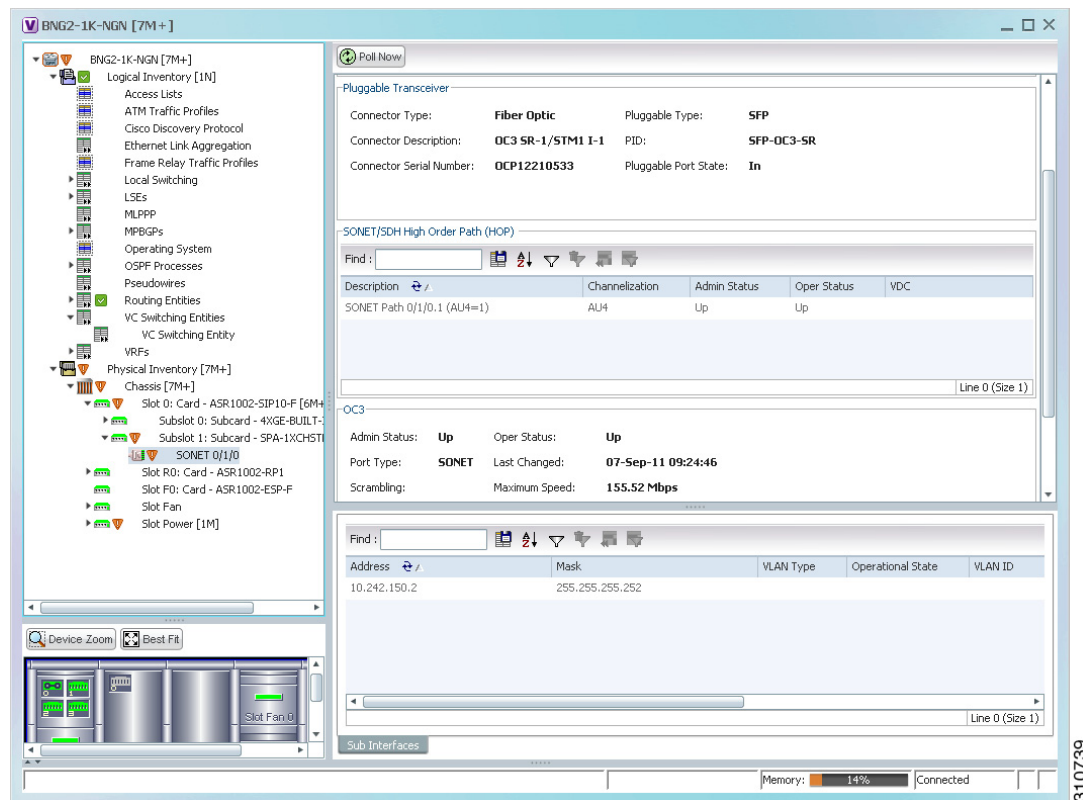 BNG2-1K-NGN [7M+]
BNG2-1K-NGN [7M+]
Logical Inventory [1N]
Access Lists
ATM Traffic Profiles
Cisco Discovery Protocol
Ethernet Link Aggregation
Frame Relay Traffic Profiles
Local Switching
LSEs
MLPPP
MPBGPs
Operating System
OSPF Processes
Pseudowires
Routing Entities
VC Switching Entities
VC Switching Entity
VRFs
Physical Inventory [7M+]
Chassis [7M+]
Slot 0: Card - ASR1002-SIP10-F [6M+
Subslot 0: Subcard - 4XGE-BUILT-
Subslot 1: Subcard - SPA-1XCHSTI
SONET 0/1/0
Slot R0: Card - ASR1002-RP1
Slot F0: Card - ASR1002-ESP-F
Slot Fan
Slot Power [1M]
Device Zoom Best Fit
Slot Fan 0
Poll Now
Pluggable Transceiver
Connector Type: Fiber Optic Pluggable Type: SFP
Connector Description: OC3 SR-1/STM1 I-1 PID: SFP-OC3-SR
Connector Serial Number: OCP12210533 Pluggable Port State: In
SONET/SDH High Order Path (HOP)
Find :
Description Channelization Admin Status Oper Status VDC
SONET Path 0/1/0.1 (AU4=1) AU4 Up Up
Line 0 (Size 1)
OC3
Admin Status: Up Oper Status: Up
Port Type: SONET Last Changed: 07-Sep-11 09:24:46
Scrambling: Maximum Speed: 155.52 Mbps
Find :
Address Mask VLAN Type Operational State VLAN ID
10.242.150.2 255.255.255.252
Line 0 (Size 1)
Sub Interfaces
Memory: 14% Connected
310739